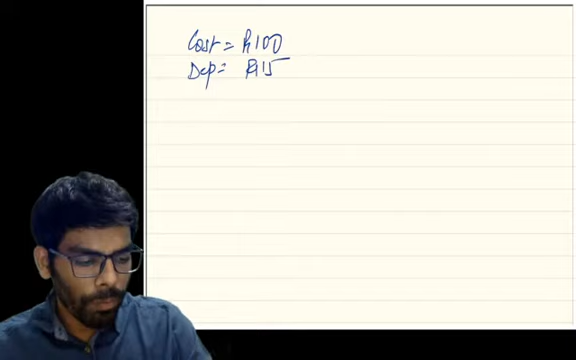 Cost = R100
Dep = R15